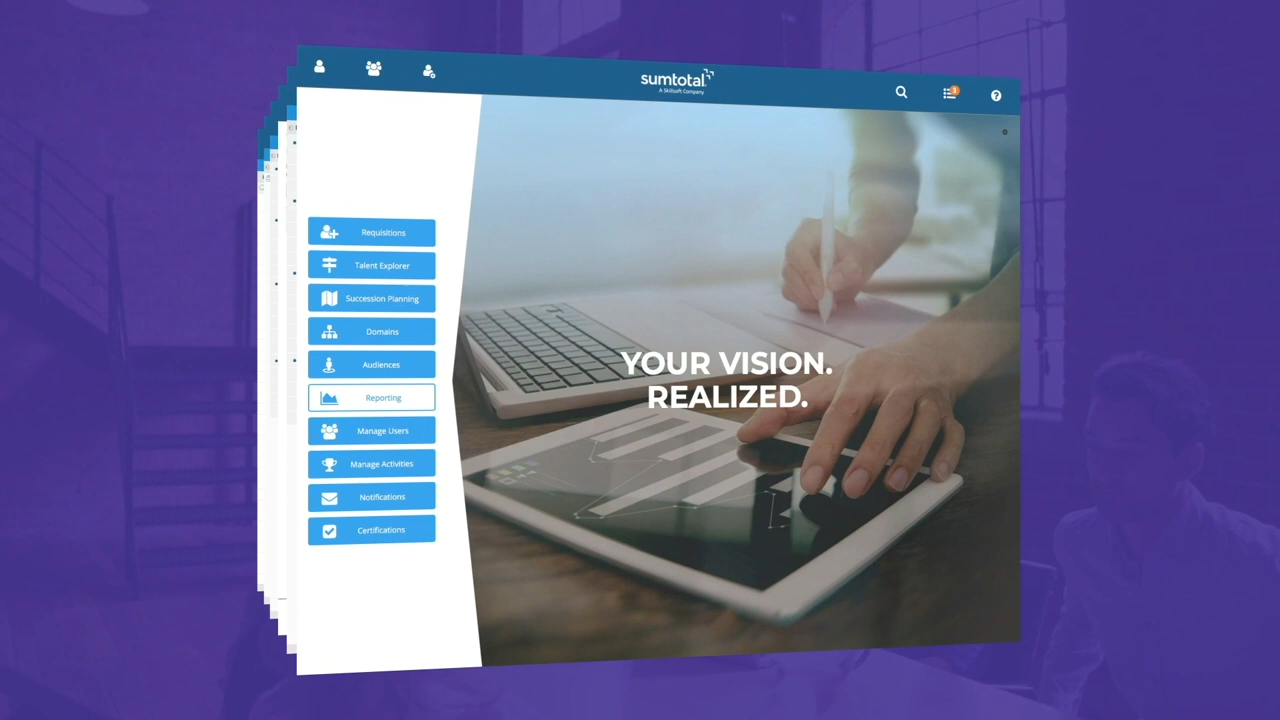 sumtotal
A Skillsoft Company
3
?
Requisitions
Talent Explorer
Succession Planning
Domains
Audiences
Reporting
Manage Users
Manage Activities
Notifications
Certifications
YOUR VISION.
REALIZED.